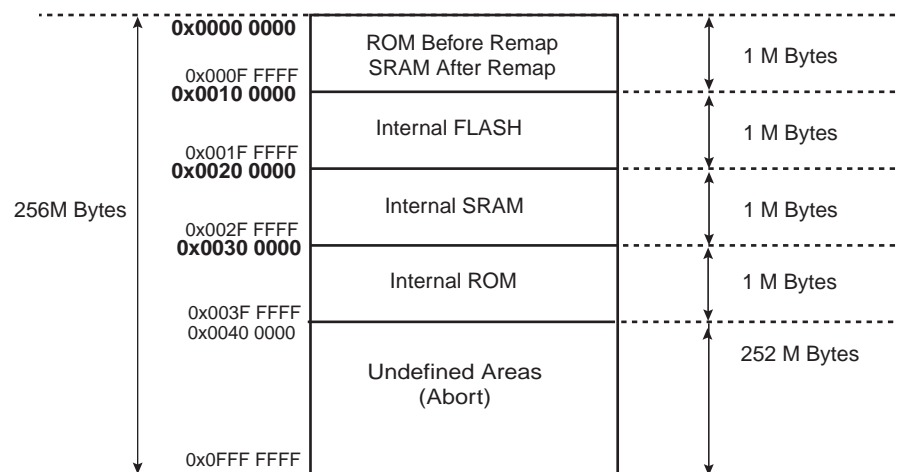 0x0000 0000
ROM Before Remap
SRAM After Remap
1 M Bytes
0x000F FFFF
0x0010 0000
Internal FLASH
1 M Bytes
0x001F FFFF
0x0020 0000
256M Bytes
Internal SRAM
1 M Bytes
0x002F FFFF
0x0030 0000
Internal ROM
1 M Bytes
0x003F FFFF
0x0040 0000
252 M Bytes
Undefined Areas
(Abort)
0x0FFF FFFF